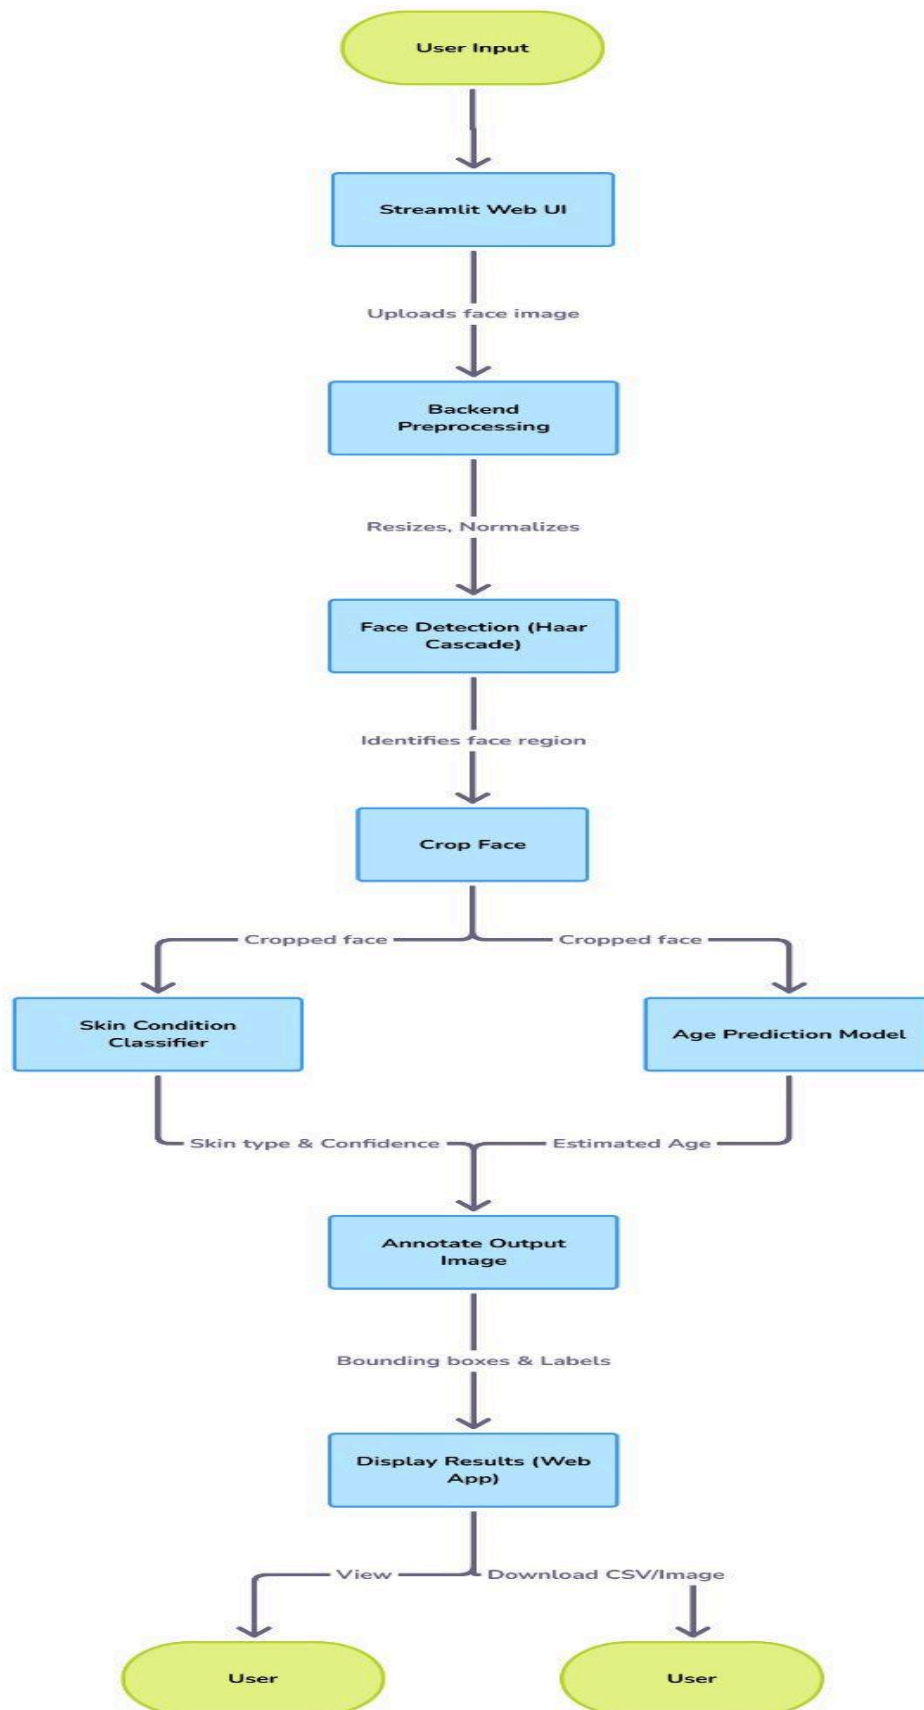 User Input
Streamlit Web UI
Uploads face image
Backend
Preprocessing
Resizes, Normalizes
Face Detection (Haar
Cascade)
Identifies face region
Crop Face
Cropped face
Cropped face
Skin Condition
Classifier
Age Prediction Model
Skin type & Confidence
Estimated Age
Annotate Output
Image
Bounding boxes & Labels
Display Results (Web
App)
View
Download CSV/Image
User
User